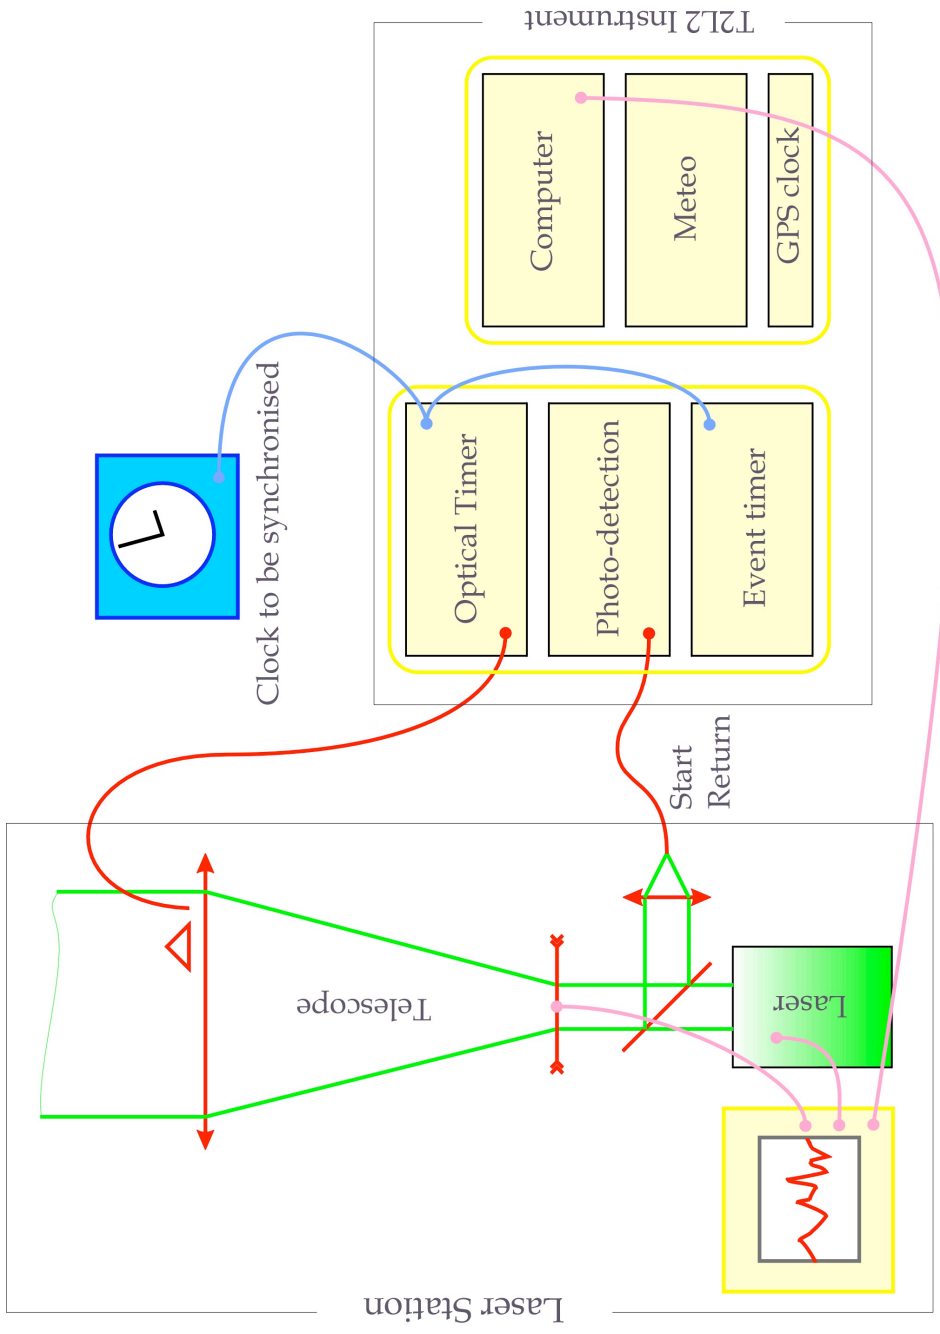 T2L2 Instrument
Computer
Meteo
GPS clock
Clock to be synchronised
Optical Timer
Photo-detection
Event timer
Start
Return
Telescope
Laser
Laser Station